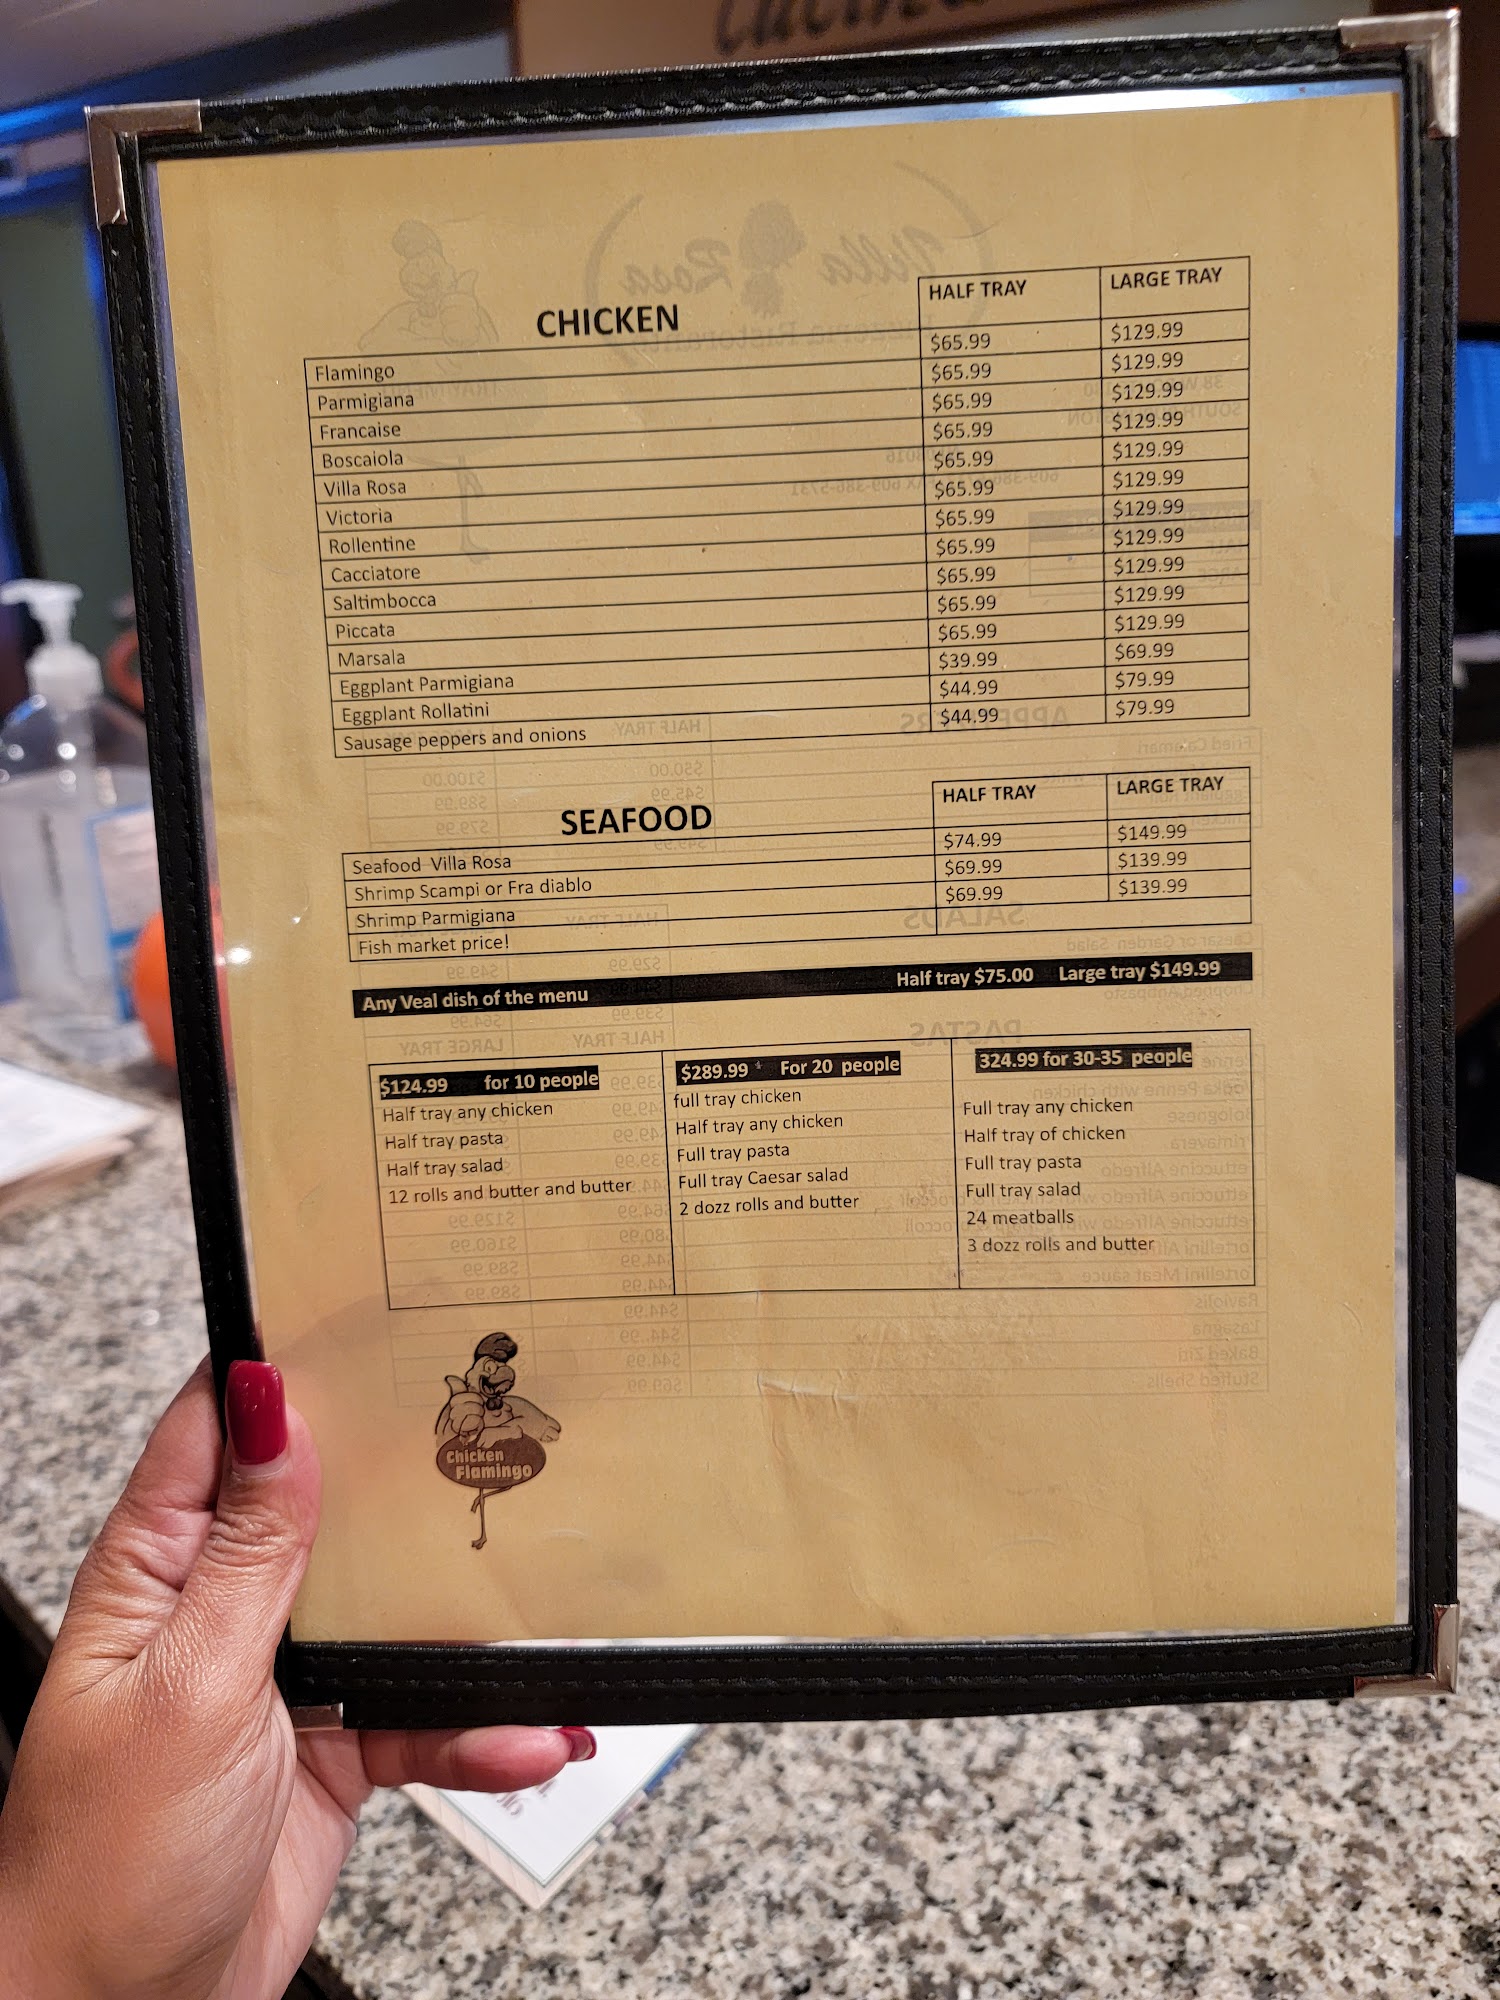 Cucina
CHICKEN HALF TRAY LARGE TRAY
Flamingo $65.99 $129.99
Parmigiana $65.99 $129.99
Francaise $65.99 $129.99
Boscaiola $65.99 $129.99
Villa Rosa $65.99 $129.99
Victoria $65.99 $129.99
Rollentine $65.99 $129.99
Cacciatore $65.99 $129.99
Saltimbocca $65.99 $129.99
Piccata $65.99 $129.99
Marsala $65.99 $129.99
Eggplant Parmigiana $39.99 $69.99
Eggplant Rollatini $44.99 $79.99
Sausage peppers and onions $44.99 $79.99
SEAFOOD HALF TRAY LARGE TRAY
Seafood Villa Rosa $74.99 $149.99
Shrimp Scampi or Fra diablo $69.99 $139.99
Shrimp Parmigiana $69.99 $139.99
Fish market price!
Any Veal dish of the menu Half tray $75.00 Large tray $149.99
$124.99 for 10 people
Half tray any chicken
Half tray pasta
Half tray salad
12 rolls and butter and butter
$289.99 For 20 people
full tray chicken
Half tray any chicken
Full tray pasta
Full tray Caesar salad
2 dozz rolls and butter
324.99 for 30-35 people
Full tray any chicken
Half tray of chicken
Full tray pasta
Full tray salad
24 meatballs
3 dozz rolls and butter
Chicken
Flamingo